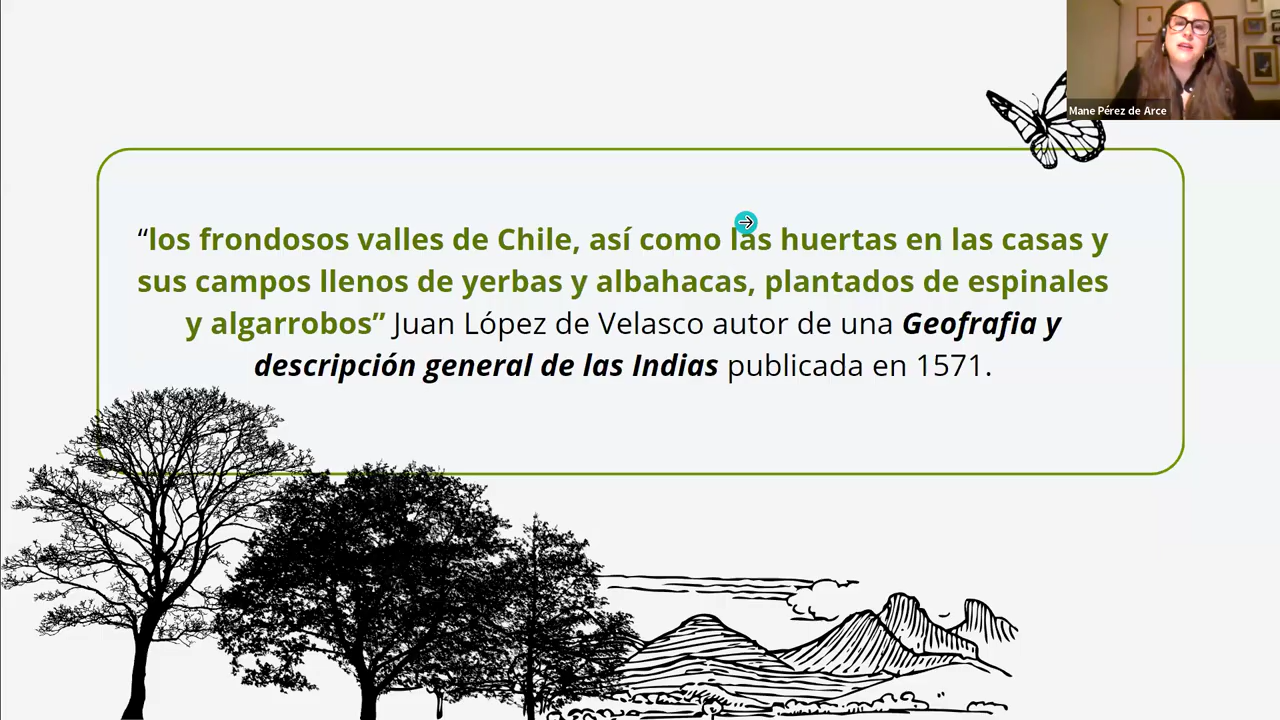 Mane Pérez de Arce
“los frondosos valles de Chile, así como las huertas en las casas y
sus campos llenos de yerbas y albahacas, plantados de espinales
y algarrobos” Juan López de Velasco autor de una Geofrafia y
descripción general de las Indias publicada en 1571.